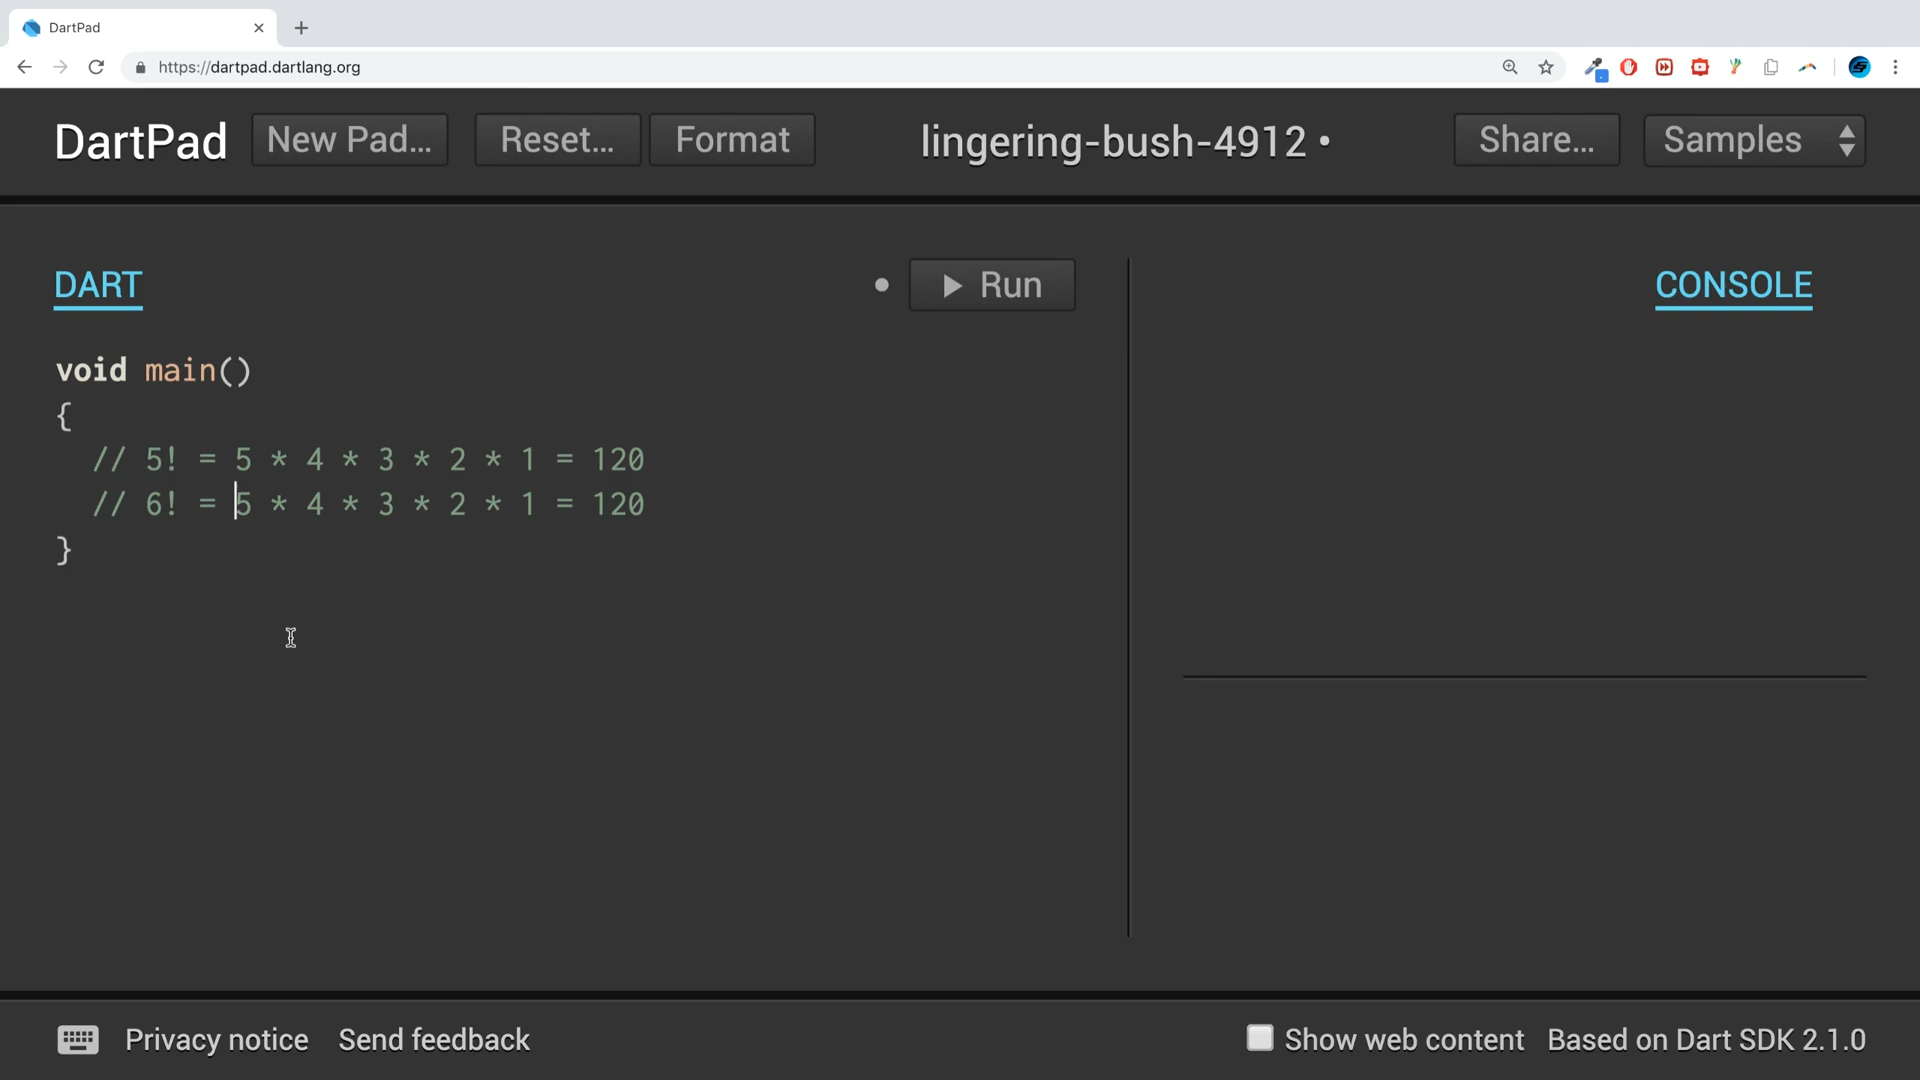 DartPad
https://dartpad.dartlang.org
DartPad New Pad... Reset... Format lingering-bush-4912 • Share... Samples
DART Run CONSOLE
void main()
{
// 5! = 5 * 4 * 3 * 2 * 1 = 120
// 6! = 5 * 4 * 3 * 2 * 1 = 120
}
Privacy notice Send feedback Show web content Based on Dart SDK 2.1.0